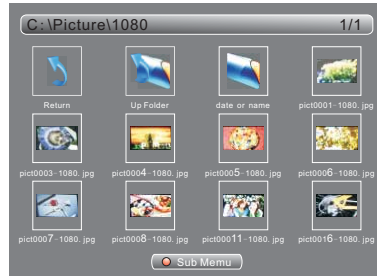 C:\Picture\1080 1/1
Return Up Folder date or name pict0001-1080. jpg
pict0003-1080. jpg pict0004-1080. jpg pict0005-1080. jpg pict0006-1080. jpg
pict0007-1080. jpg pict0008-1080. jpg pict00011-1080. jpg pict0016-1080. jpg
Sub Memu